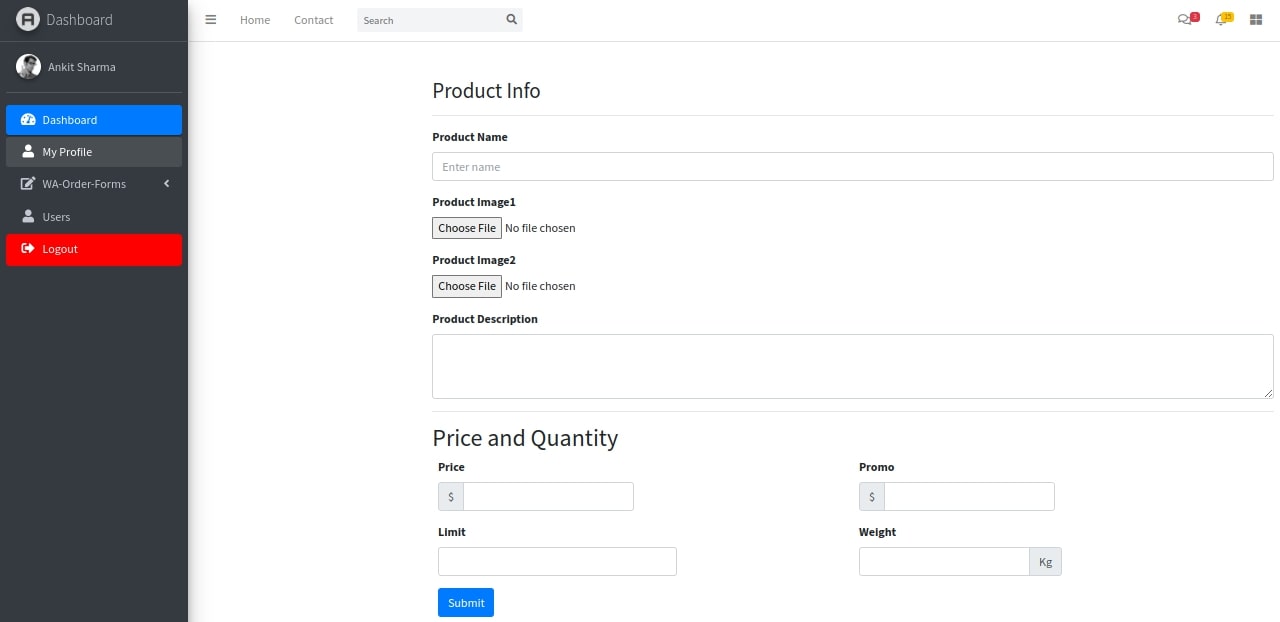 Dashboard
Home
Contact
Search
3
15
Ankit Sharma
Dashboard
My Profile
WA-Order-Forms
Users
Logout
Product Info
Product Name
Enter name
Product Image1
Choose File No file chosen
Product Image2
Choose File No file chosen
Product Description
Price and Quantity
Price
Promo
$
$
Limit
Weight
Kg
Submit